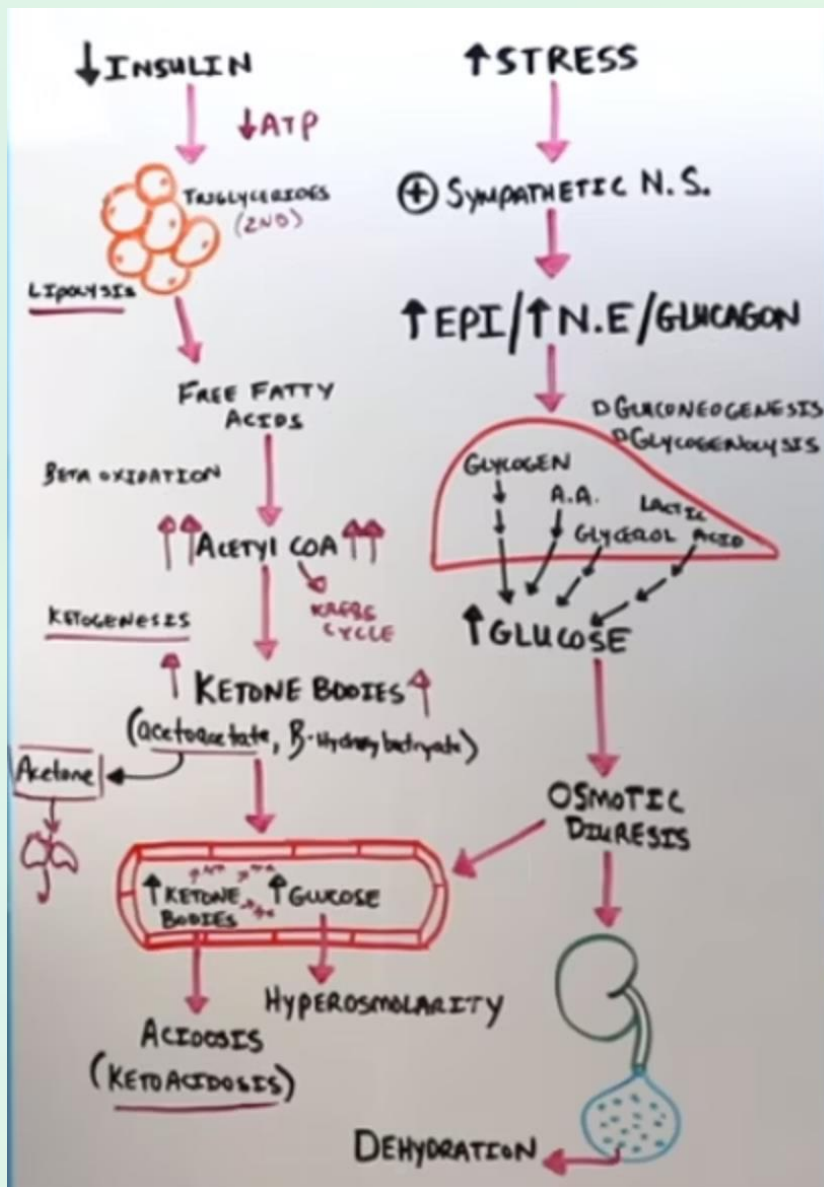 ↓INSULIN
↓ATP
TRIGLYCERIDES
(2ND)
LIPOLYSIS
FREE FATTY
ACIDS
BETA OXIDATION
↑↑ACETYL COA↑↑
KREBS
CYCLE
KETOGENESIS
↑KETONE BODIES↑
(acetoacetate, B-Hydroxybutryate)
Acetone
↑KETONE
BODIES
↑GLUCOSE
HYPEROSMOLARITY
ACIDOSIS
(KETOACIDOSIS)
↑STRESS
⊕SYMPATHETIC N.S.
↑EPI/↑N.E/GLUCAGON
GLUCONEOGENESIS
GLYCOGENOLYSIS
GLYCOGEN
A.A.
GLYCEROL
LACTIC
ACID
↑GLUCOSE
OSMOTIC
DIURESIS
DEHYDRATION